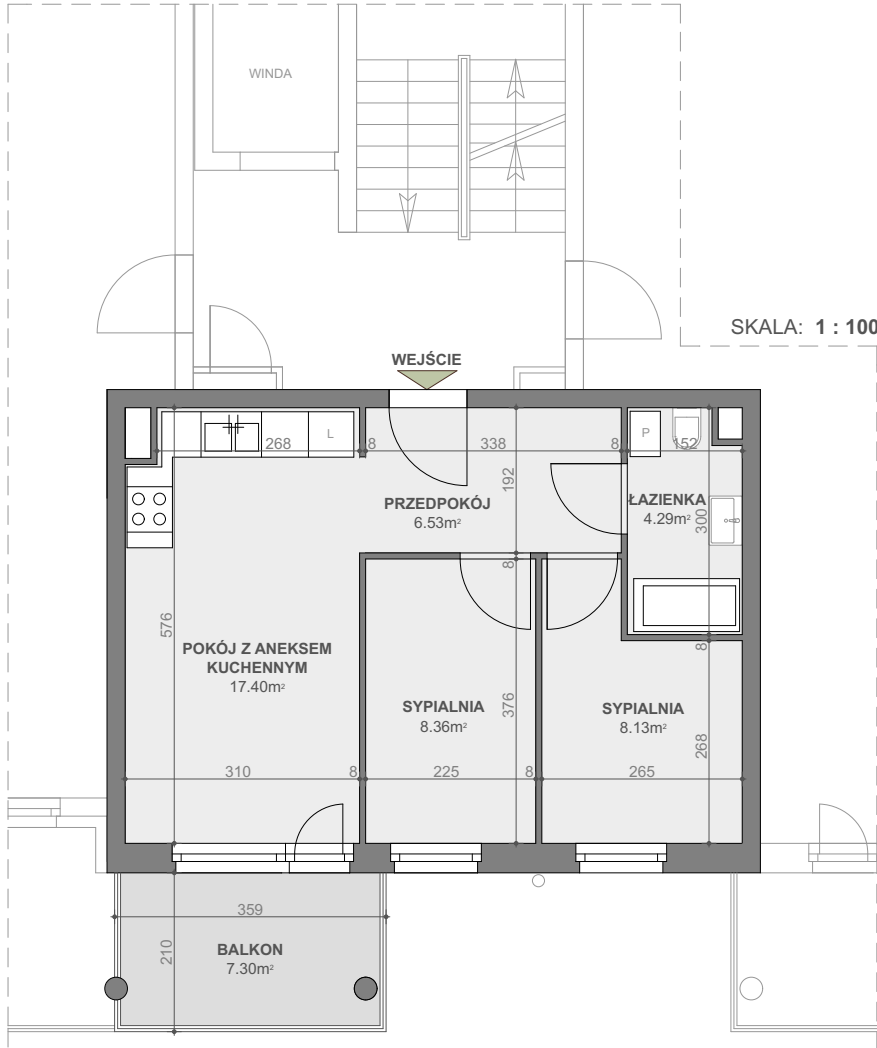 WINDA
SKALA: 1 : 100
WEJŚCIE
L
P
268
8
338
8
152
192
PRZEDPOKÓJ
6.53m²
ŁAZIENKA
4.29m²
300
8
576
POKÓJ Z ANEKSEM
KUCHENNYM
17.40m²
8
SYPIALNIA
8.36m²
376
SYPIALNIA
8.13m²
268
310
8
225
8
265
359
210
BALKON
7.30m²